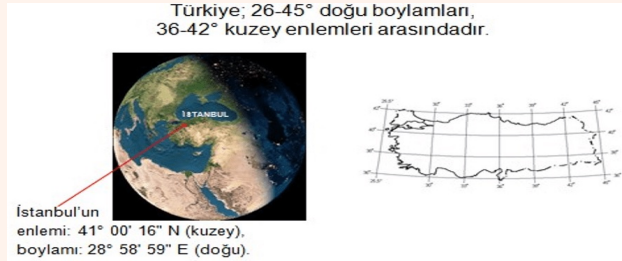 Türkiye; 26-45° doğu boylamları,
36-42° kuzey enlemleri arasındadır.
İSTANBUL
İstanbul'un
enlemi: 41° 00' 16" N (kuzey),
boylamı: 28° 58' 59" E (doğu).